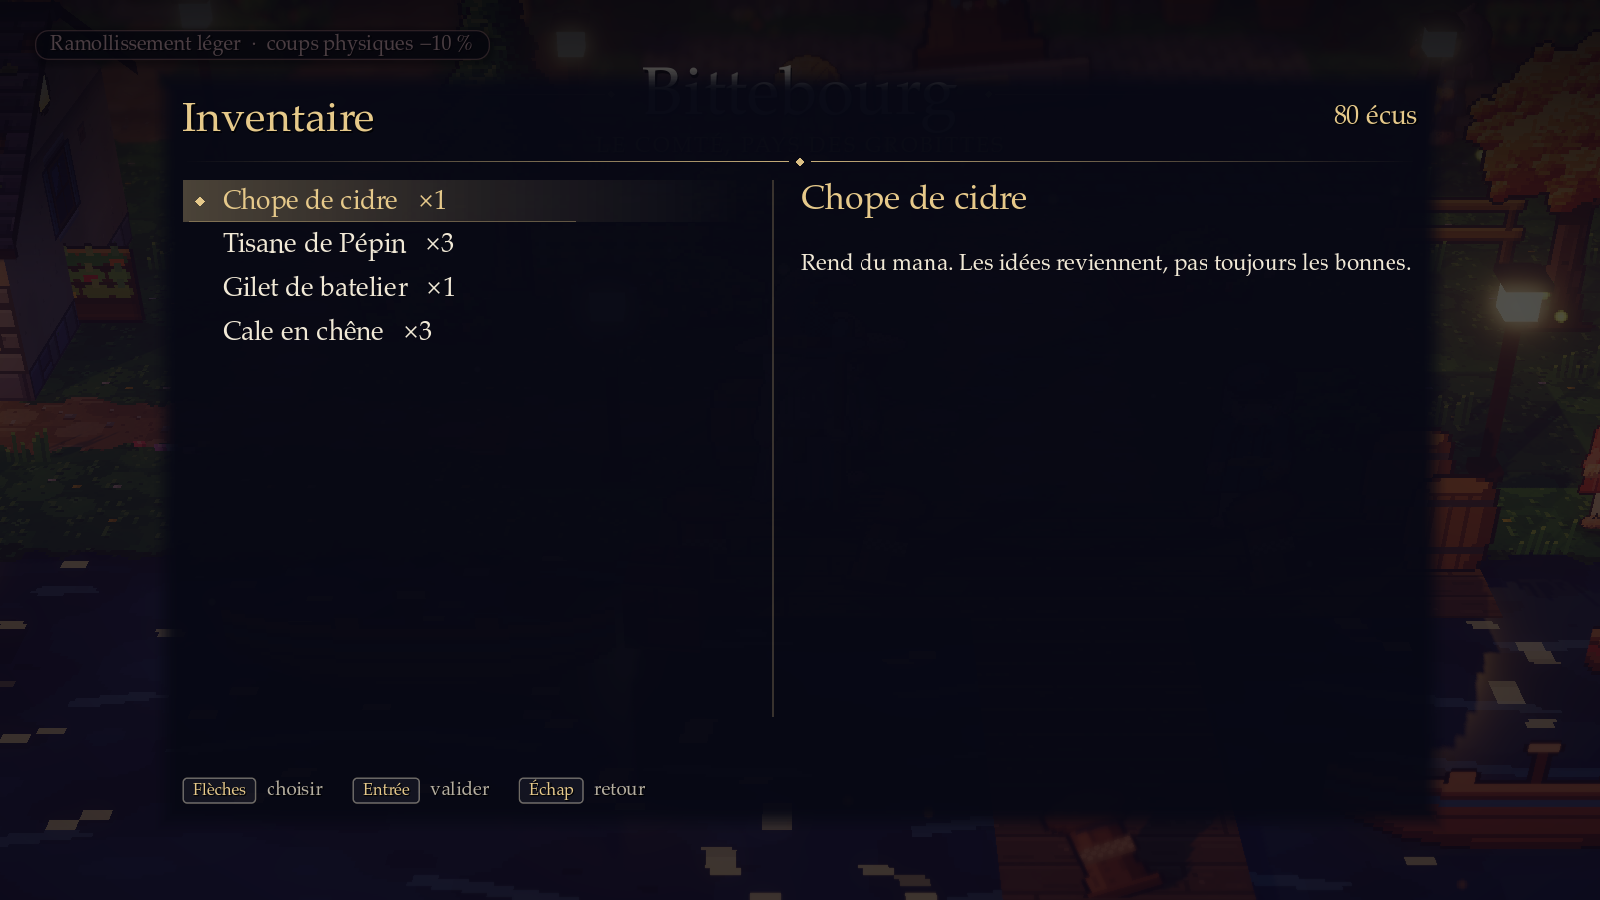 Ramollissement léger · coups physiques −10 %
Bittebourg
Inventaire
80 écus
Chope de cidre ×1
Tisane de Pépin ×3
Gilet de batelier ×1
Cale en chêne ×3
Chope de cidre
Rend du mana. Les idées reviennent, pas toujours les bonnes.
Flèches choisir Entrée valider Échap retour